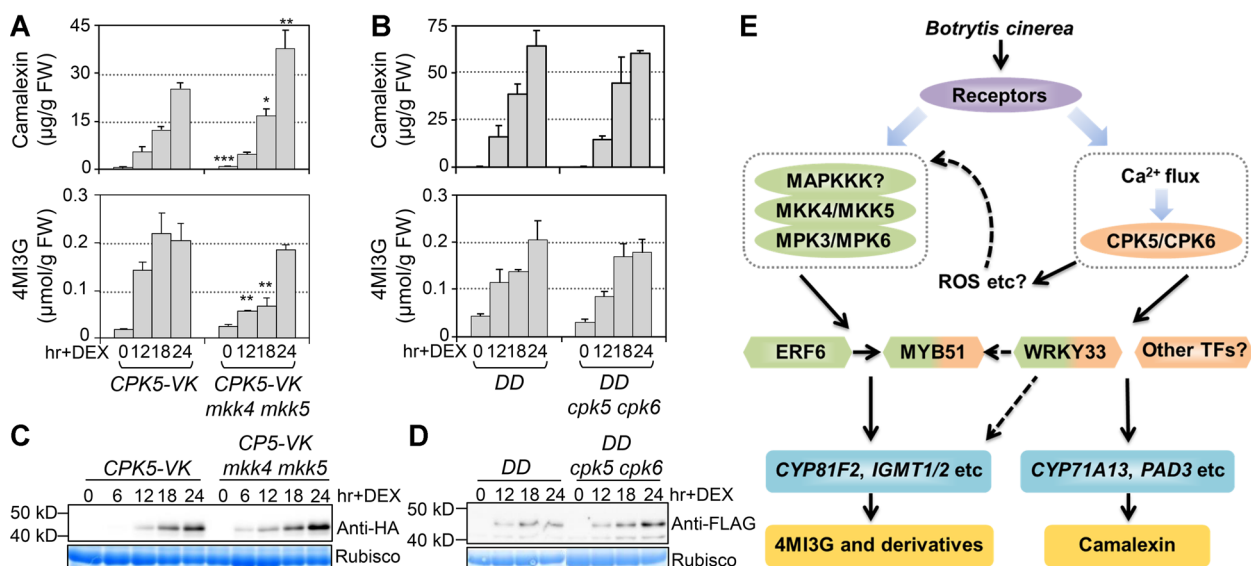 A
Camalexin
(µg/g FW)
45
30
15
0
***
*
**
4MI3G
(µmol/g FW)
0.3
0.2
0.1
0
**
**
hr+DEX
0 12 18 24
0 12 18 24
CPK5-VK
CPK5-VK
mkk4 mkk5
B
Camalexin
(µg/g FW)
75
50
25
0
4MI3G
(µmol/g FW)
0.3
0.2
0.1
0
0 12 18 24
0 12 18 24
DD
DD
cpk5 cpk6
C
CPK5-VK
CP5-VK
mkk4 mkk5
0 6 12 18 24
0 6 12 18 24
hr+DEX
50 kD
40 kD
Anti-HA
Rubisco
D
DD
DD
cpk5 cpk6
0 12 18 24
0 12 18 24
hr+DEX
50 kD
40 kD
Anti-FLAG
Rubisco
E
Botrytis cinerea
Receptors
MAPKKK?
MKK4/MKK5
MPK3/MPK6
Ca²⁺ flux
CPK5/CPK6
ROS etc?
ERF6
MYB51
WRKY33
Other TFs?
CYP81F2, IGMT1/2 etc
CYP71A13, PAD3 etc
4MI3G and derivatives
Camalexin